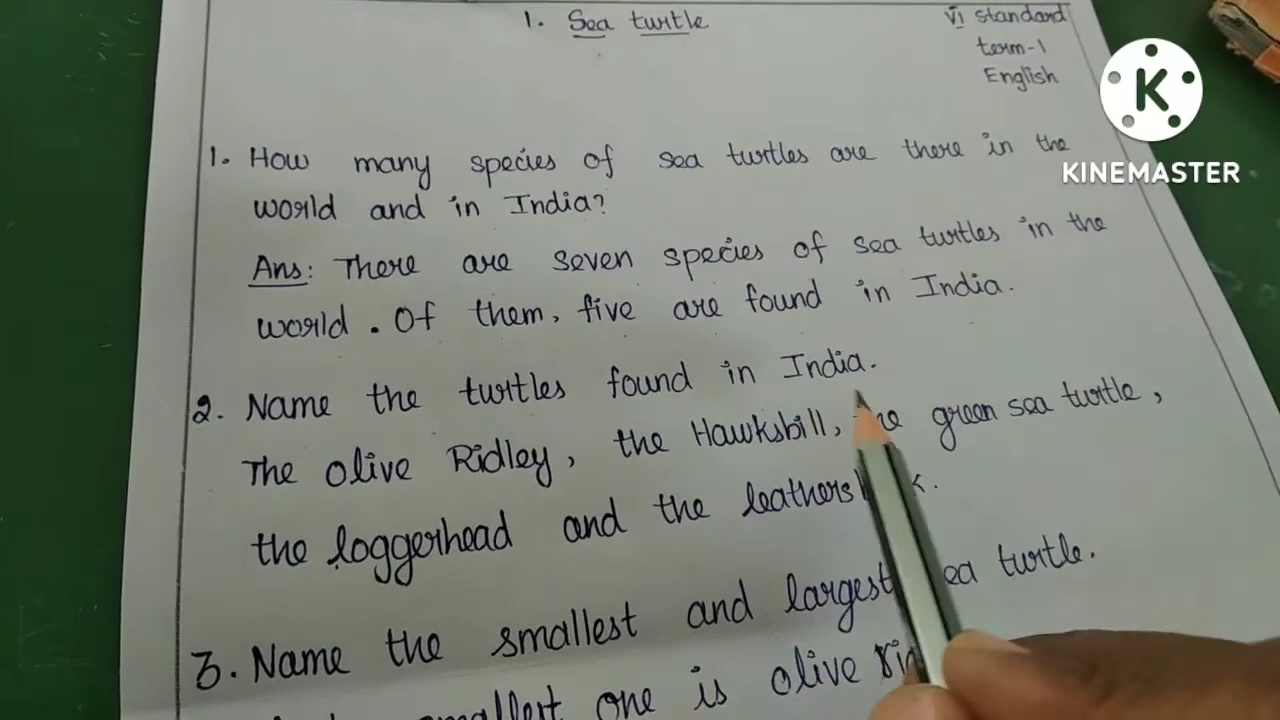 1. Sea turtle
VI standard
term-1
English
K
KINEMASTER
1. How many species of sea turtles are there in the
world and in India?
Ans: There are seven species of sea turtles in the
world. Of them, five are found in India.
2. Name the turtles found in India.
The olive Ridley, the Hawksbill, green sea turtle,
the loggerhead and the
3. Name the smallest and largest turtle.
smallest one is olive